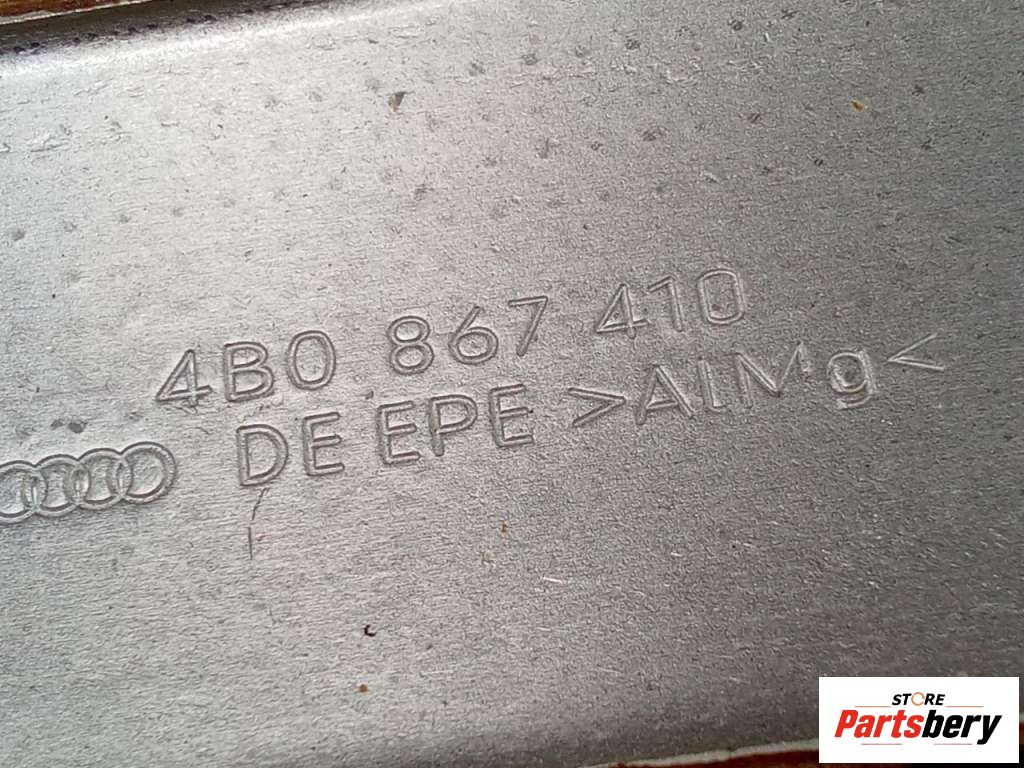 4B0 867 410
DE EPE >AlMg<
STORE
Partsbery